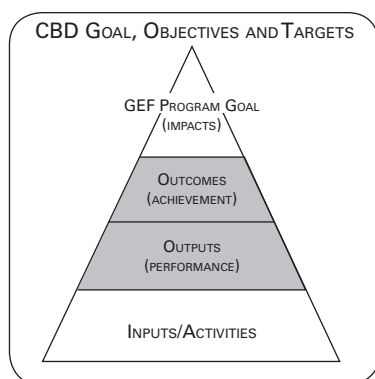 CBD GOAL, OBJECTIVES AND TARGETS
GEF PROGRAM GOAL
(IMPACTS)
OUTCOMES
(ACHIEVEMENT)
OUTPUTS
(PERFORMANCE)
INPUTS/ACTIVITIES